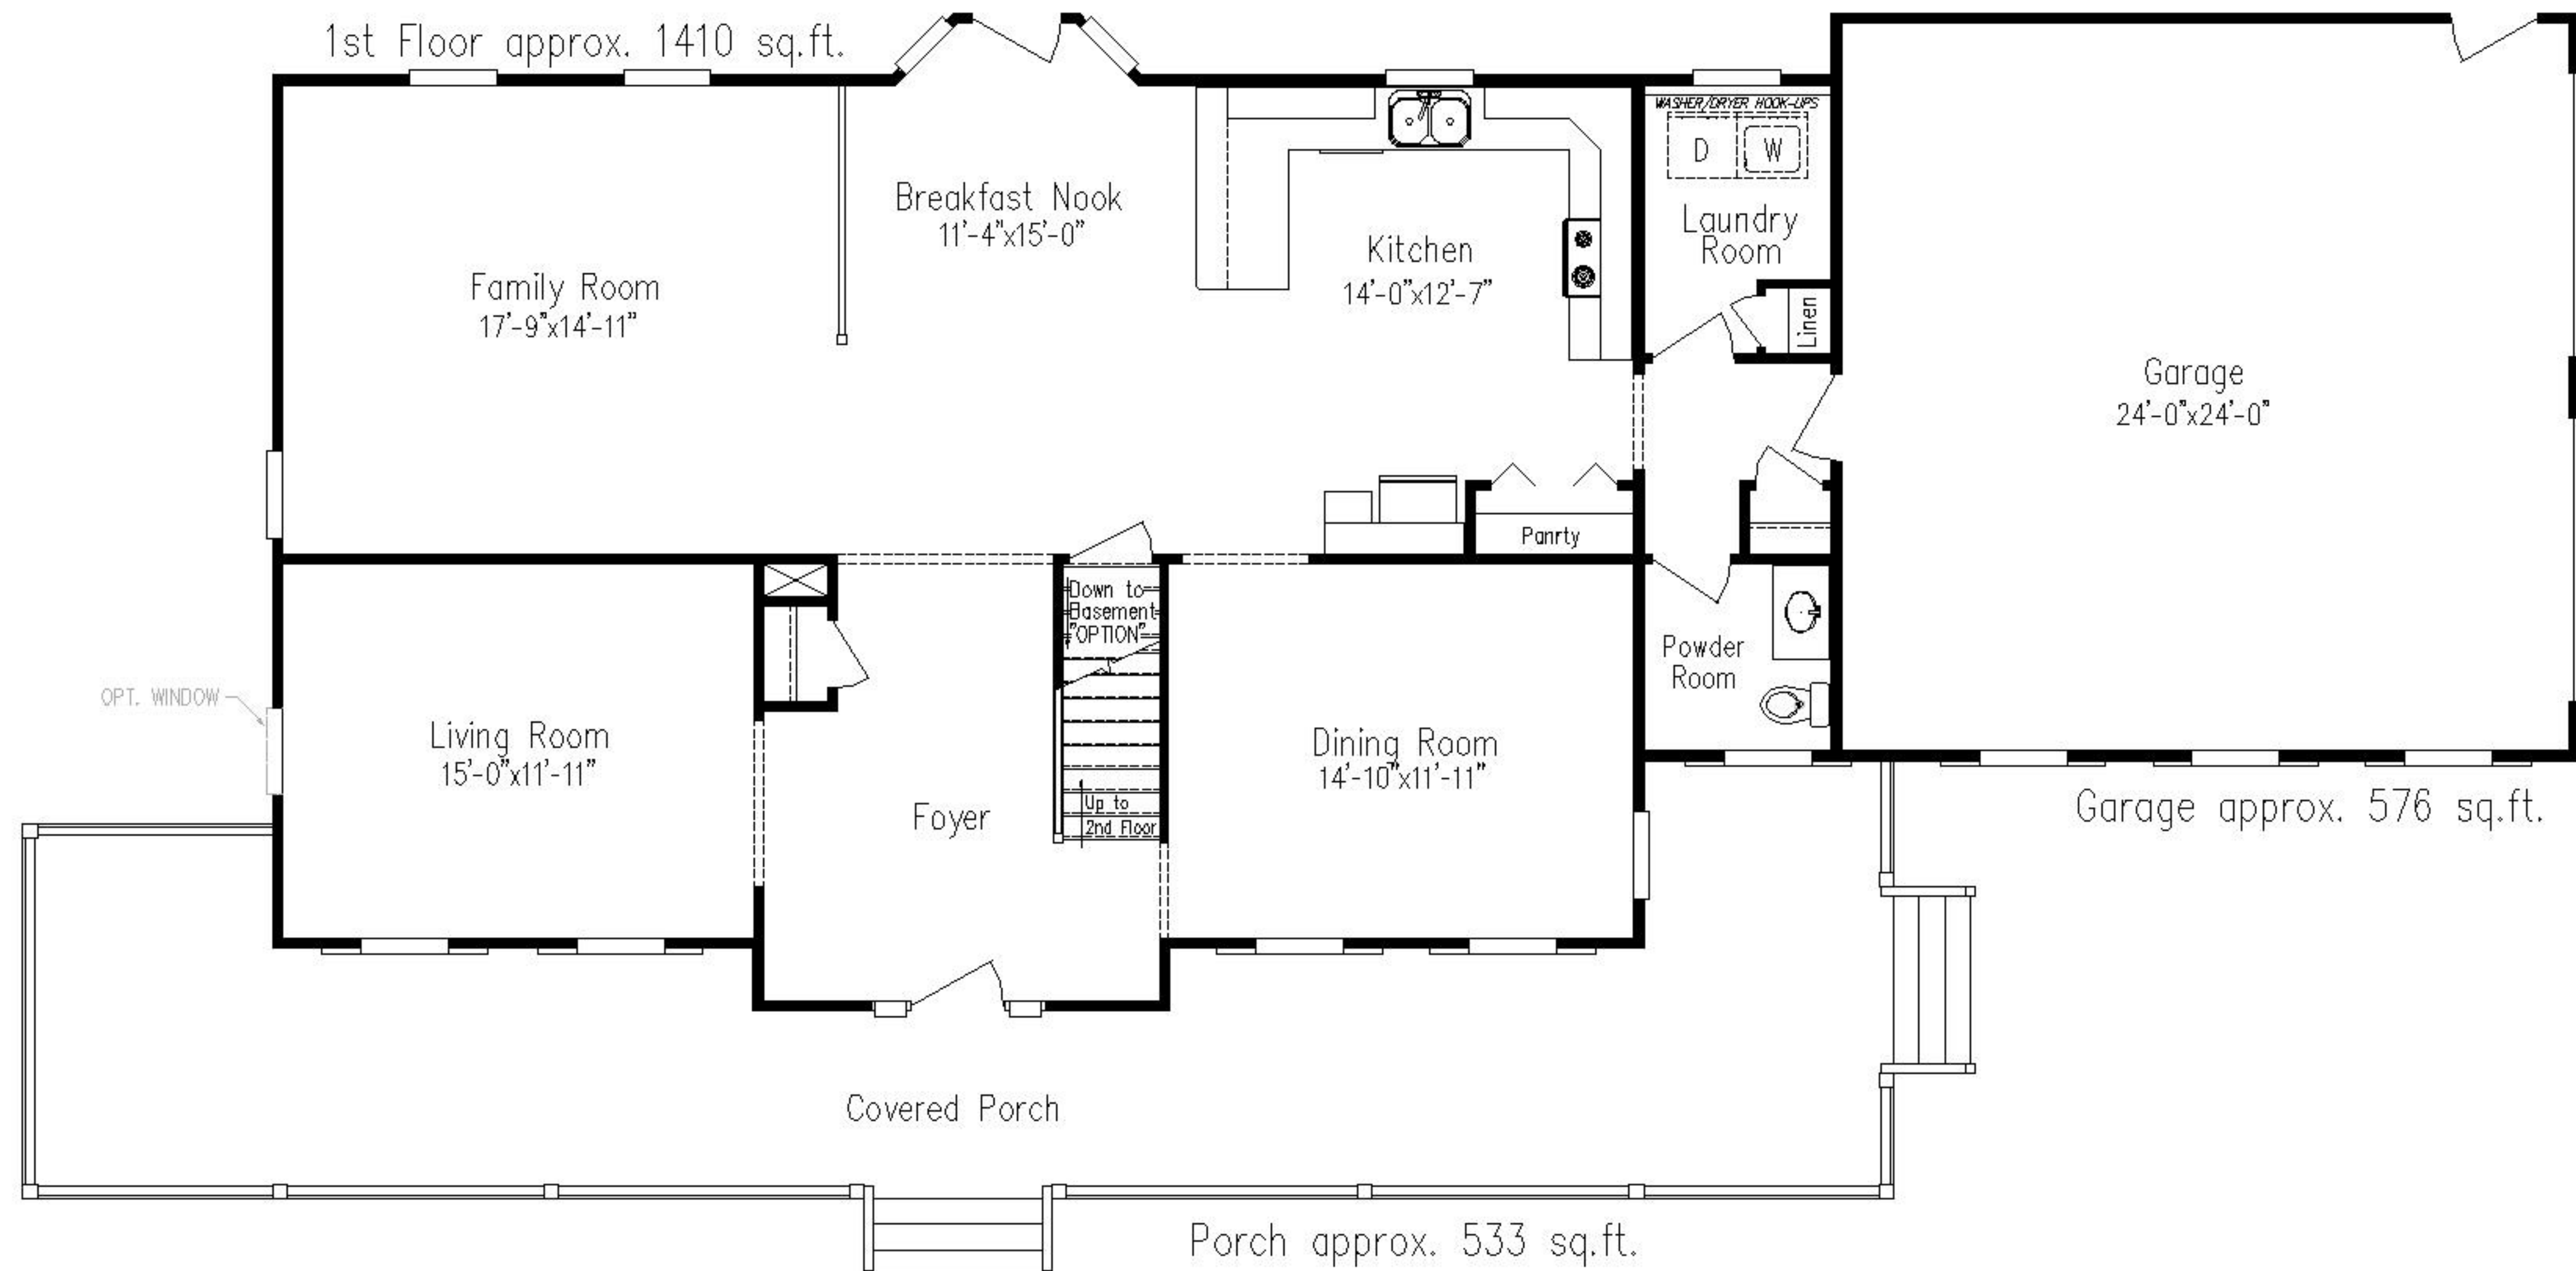 1st Floor approx. 1410 sq.ft.
WASHER/DRYER HOOK-UPS
D W
Breakfast Nook
11'-4"x15'-0"
Laundry
Room
Kitchen
14'-0"x12'-7"
Family Room
17'-9"x14'-11"
Linen
Garage
24'-0"x24'-0"
Panrty
Down to
Basement
"OPTION"
Powder
Room
OPT. WINDOW
Living Room
15'-0"x11'-11"
Dining Room
14'-10"x11'-11"
Foyer
Up to
2nd Floor
Garage approx. 576 sq.ft.
Covered Porch
Porch approx. 533 sq.ft.